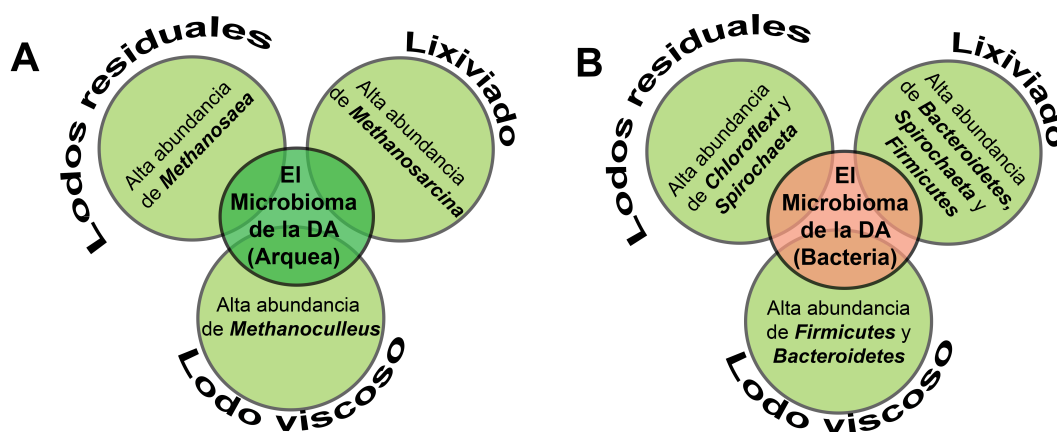 A
Lodos residuales
Alta abundancia
de Methanosaea
Lixiviado
Alta abundancia
de Methanosarcina
El
Microbioma
de la DA
(Arquea)
Alta abundancia
de Methanoculleus
Lodo viscoso
B
Lodos residuales
Alta abundancia
de Chloroflexi y
Spirochaeta
Lixiviado
Alta abundancia
de Bacteroidetes,
Spirochaeta y
Firmicutes
El
Microbioma
de la DA
(Bacteria)
Alta abundancia
de Firmicutes y
Bacteroidetes
Lodo viscoso